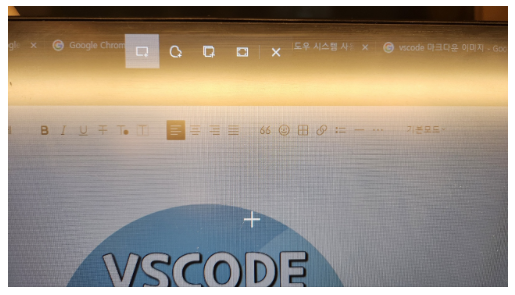 Google Chrom
도우 시스템 사
vscode 마크다운 이미지 - Goo
B I U T T T 66
기본모드
VSCODE